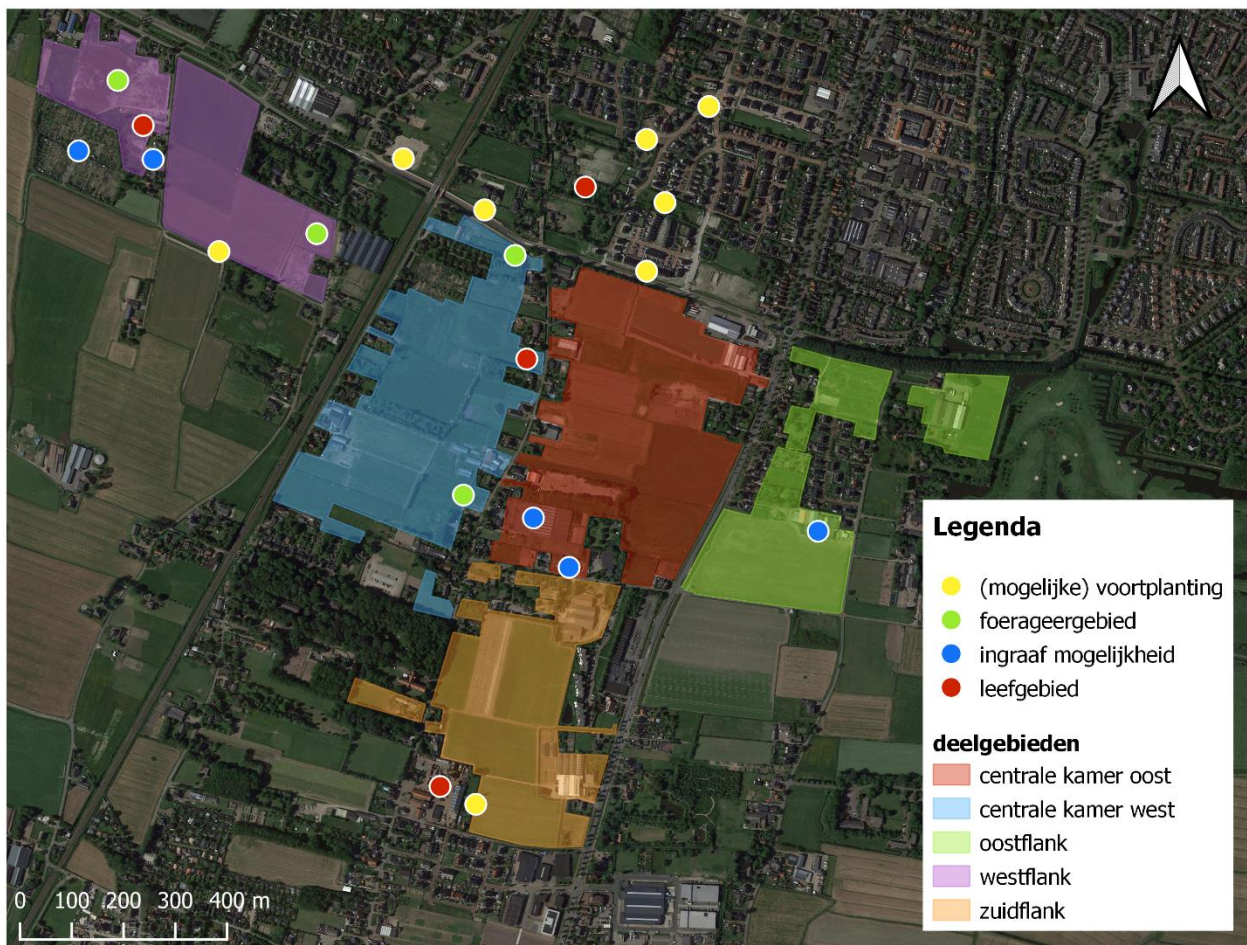 Legenda
(mogelijke) voortplanting
foerageergebied
ingraaf mogelijkheid
leefgebied
deelgebieden
centrale kamer oost
centrale kamer west
oostflank
westflank
zuidflank
0 100 200 300 400 m